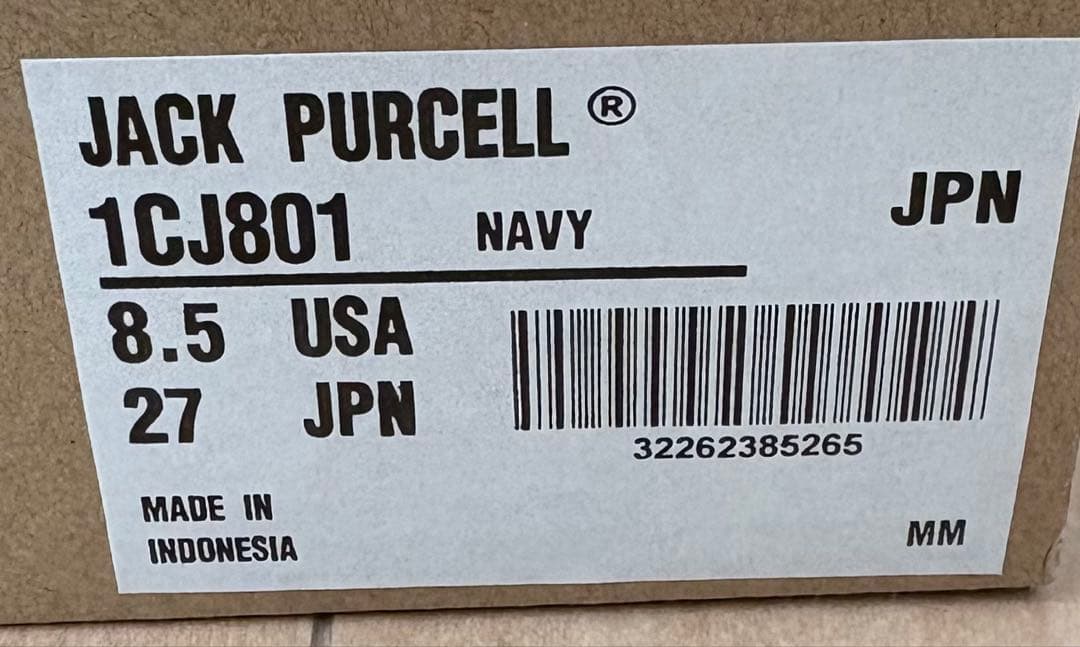 JACK PURCELL ®
1CJ801 NAVY JPN
8.5 USA
27 JPN
32262385265
MADE IN
INDONESIA
MM